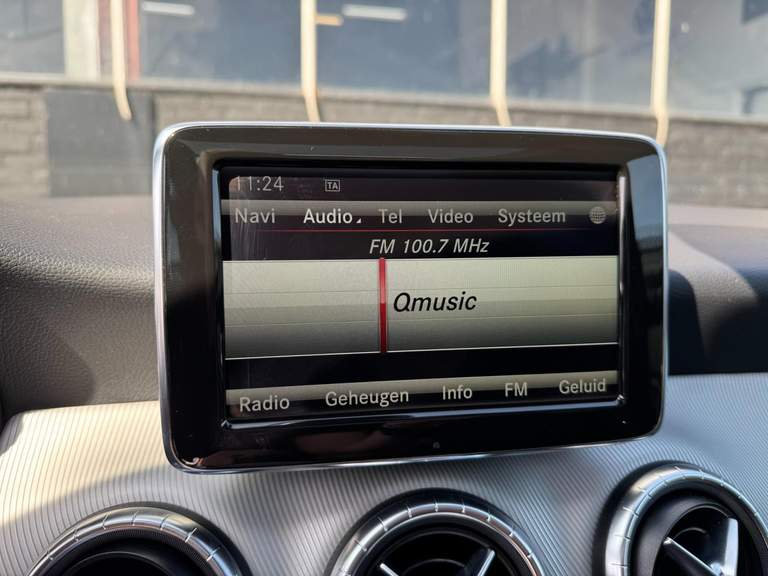 11:24 TA
Navi Audio Tel Video Systeem
FM 100.7 MHz
Qmusic
Radio Geheugen Info FM Geluid